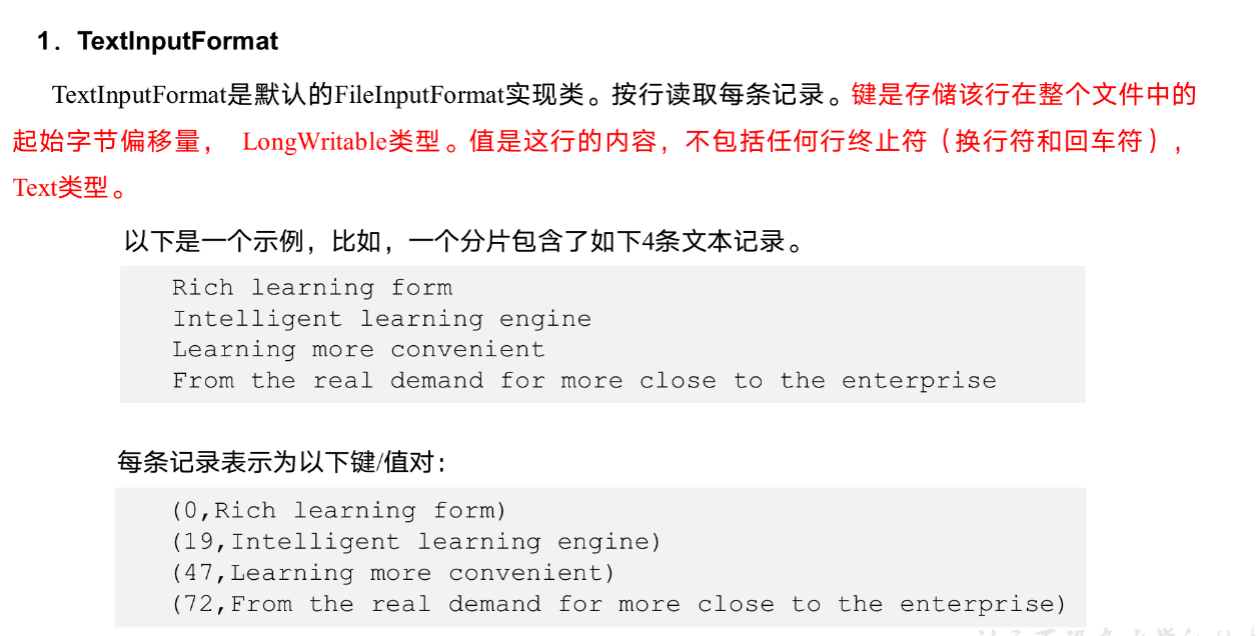 1．TextInputFormat
TextInputFormat是默认的FileInputFormat实现类。按行读取每条记录。键是存储该行在整个文件中的
起始字节偏移量， LongWritable类型。值是这行的内容，不包括任何行终止符（换行符和回车符），
Text类型。
以下是一个示例，比如，一个分片包含了如下4条文本记录。
Rich learning form
Intelligent learning engine
Learning more convenient
From the real demand for more close to the enterprise
每条记录表示为以下键/值对：
(0,Rich learning form)
(19,Intelligent learning engine)
(47,Learning more convenient)
(72,From the real demand for more close to the enterprise)